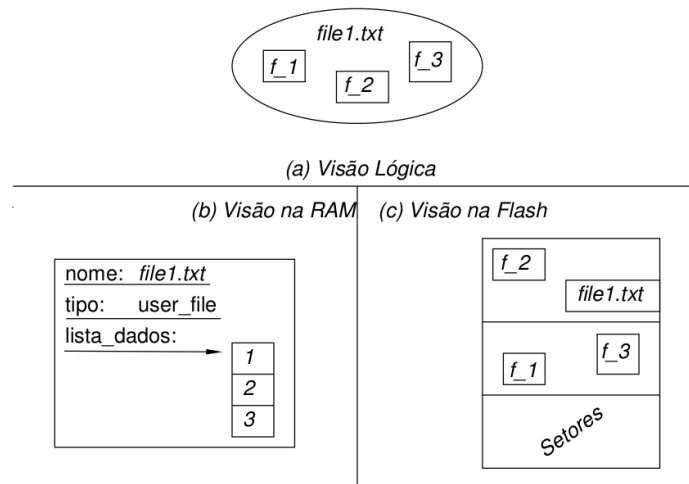 file1.txt
f_1
f_2
f_3
(a) Visão Lógica
(b) Visão na RAM
nome: file1.txt
tipo: user_file
lista_dados:
1
2
3
(c) Visão na Flash
f_2
file1.txt
f_1
f_3
Setores